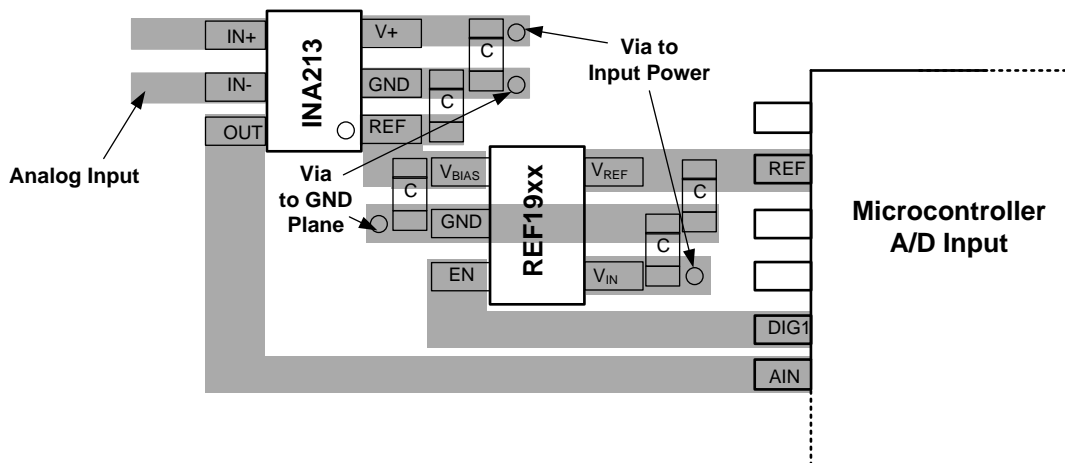 IN+
V+
C
Via to
Input Power
IN-
GND
C
INA213
OUT
REF
Analog Input
Via
to GND
Plane
C
VBIAS
VREF
C
REF
GND
REF19xx
C
Microcontroller
A/D Input
EN
VIN
DIG1
AIN